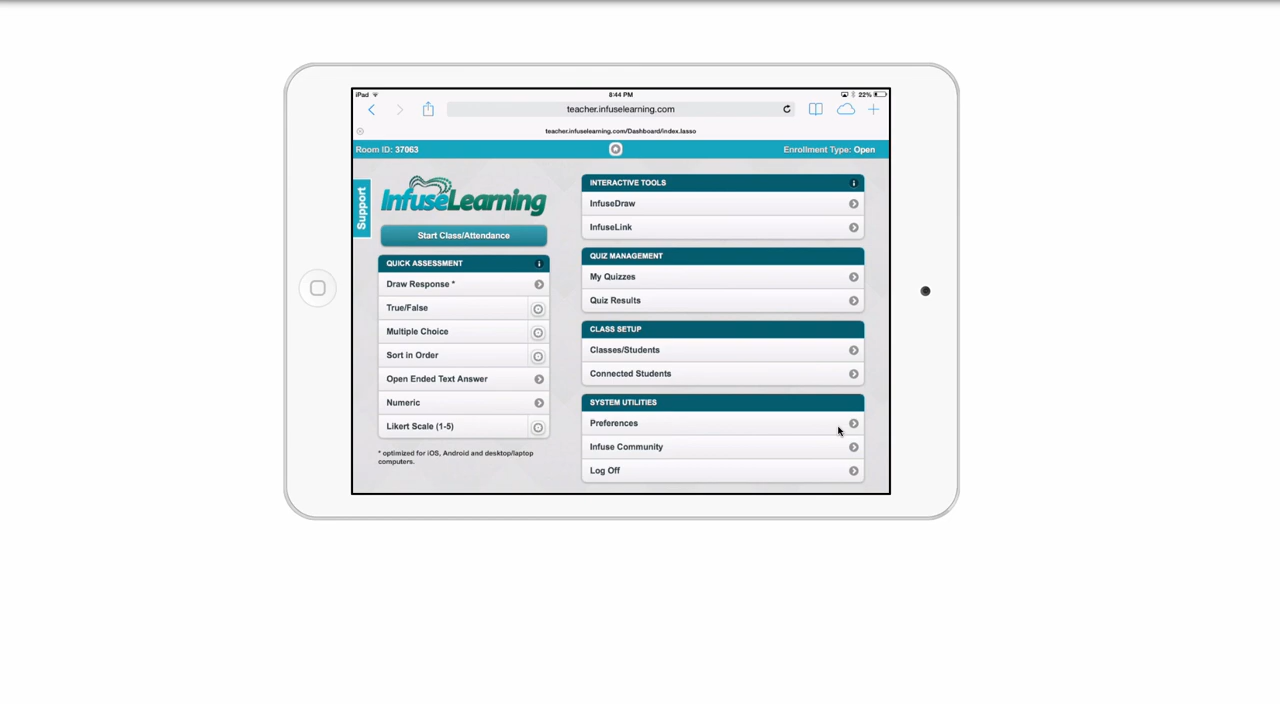 iPad
8:44 PM
22%
teacher.infuselearning.com
teacher.infuselearning.com/Dashboard/index.lasso
Room ID: 37063
Enrollment Type: Open
Support
InfuseLearning
Start Class/Attendance
QUICK ASSESSMENT
Draw Response *
True/False
Multiple Choice
Sort in Order
Open Ended Text Answer
Numeric
Likert Scale (1-5)
* optimized for iOS, Android and desktop/laptop
computers.
INTERACTIVE TOOLS
InfuseDraw
InfuseLink
QUIZ MANAGEMENT
My Quizzes
Quiz Results
CLASS SETUP
Classes/Students
Connected Students
SYSTEM UTILITIES
Preferences
Infuse Community
Log Off